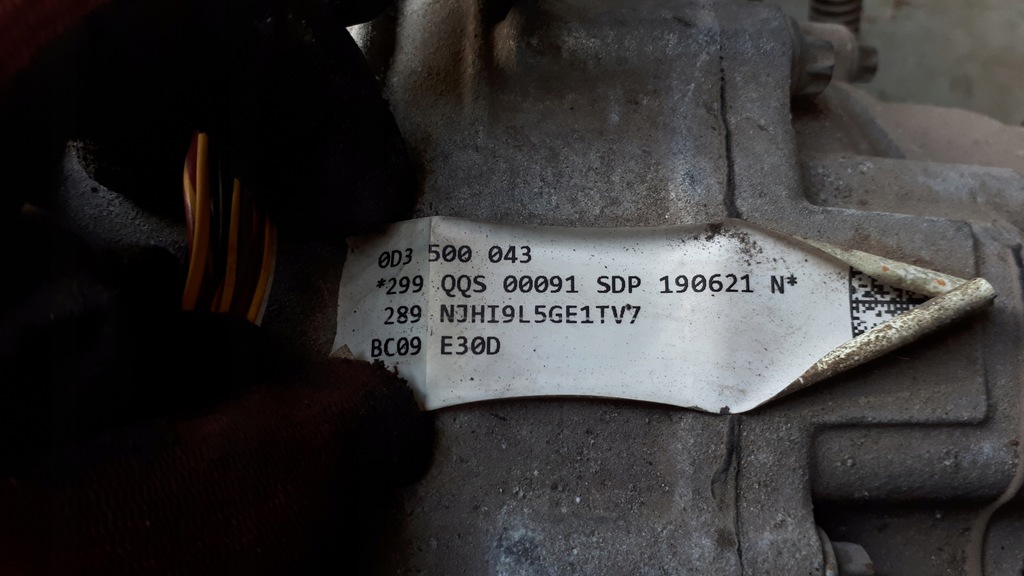 0D3 500 043
*299 QQS 00091 SDP 190621 N*
289 NJHI9L5GE1TV7
BC09 E30D